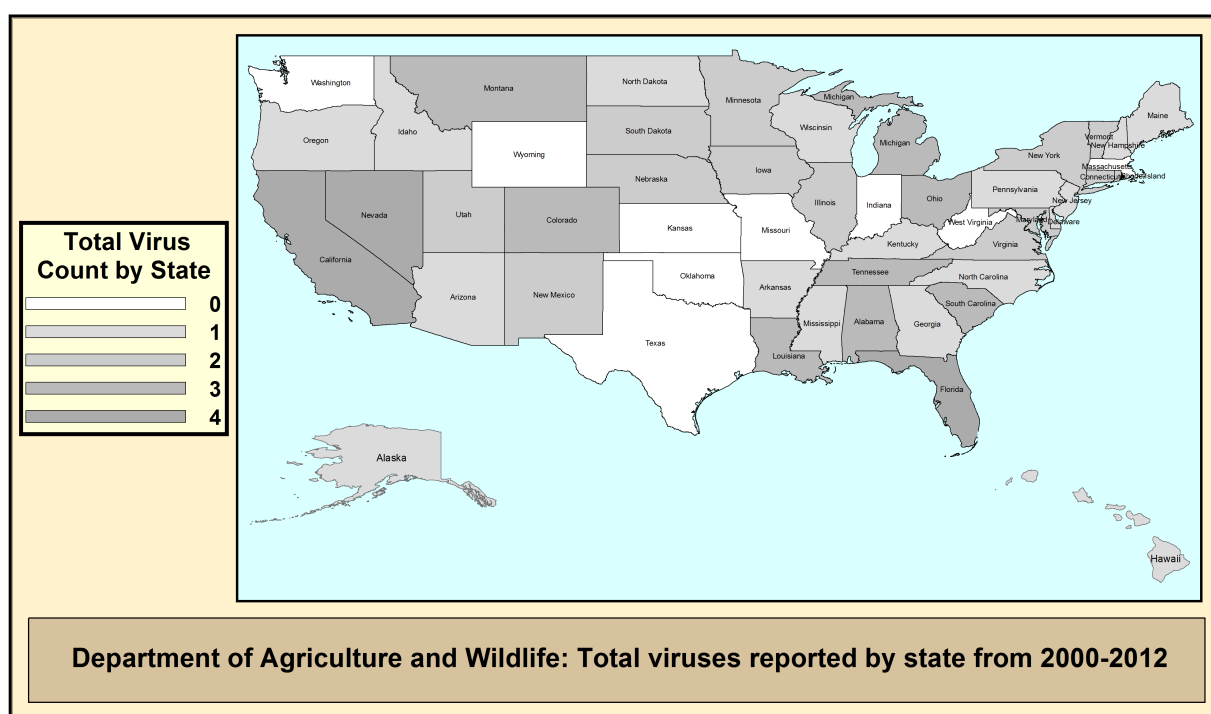 Total Virus
Count by State
0
1
2
3
4
Washington
Montana
North Dakota
Minnesota
Michigan
Maine
Oregon
Idaho
South Dakota
Wiscinsin
Michigan
Vermont
New Hampshire
Wyoming
New York
Massachusetts
Iowa
Connecticut
Nebraska
Pennsylvania
Nevada
Utah
Colorado
Illinois
Indiana
Ohio
New Jersey
California
Kansas
Missouri
West Virginia
Maryland
Delaware
Kentucky
Virginia
Arizona
New Mexico
Oklahoma
Arkansas
Tennessee
North Carolina
South Carolina
Texas
Mississippi
Alabama
Georgia
Louisiana
Florida
Alaska
Hawaii
Department of Agriculture and Wildlife: Total viruses reported by state from 2000-2012